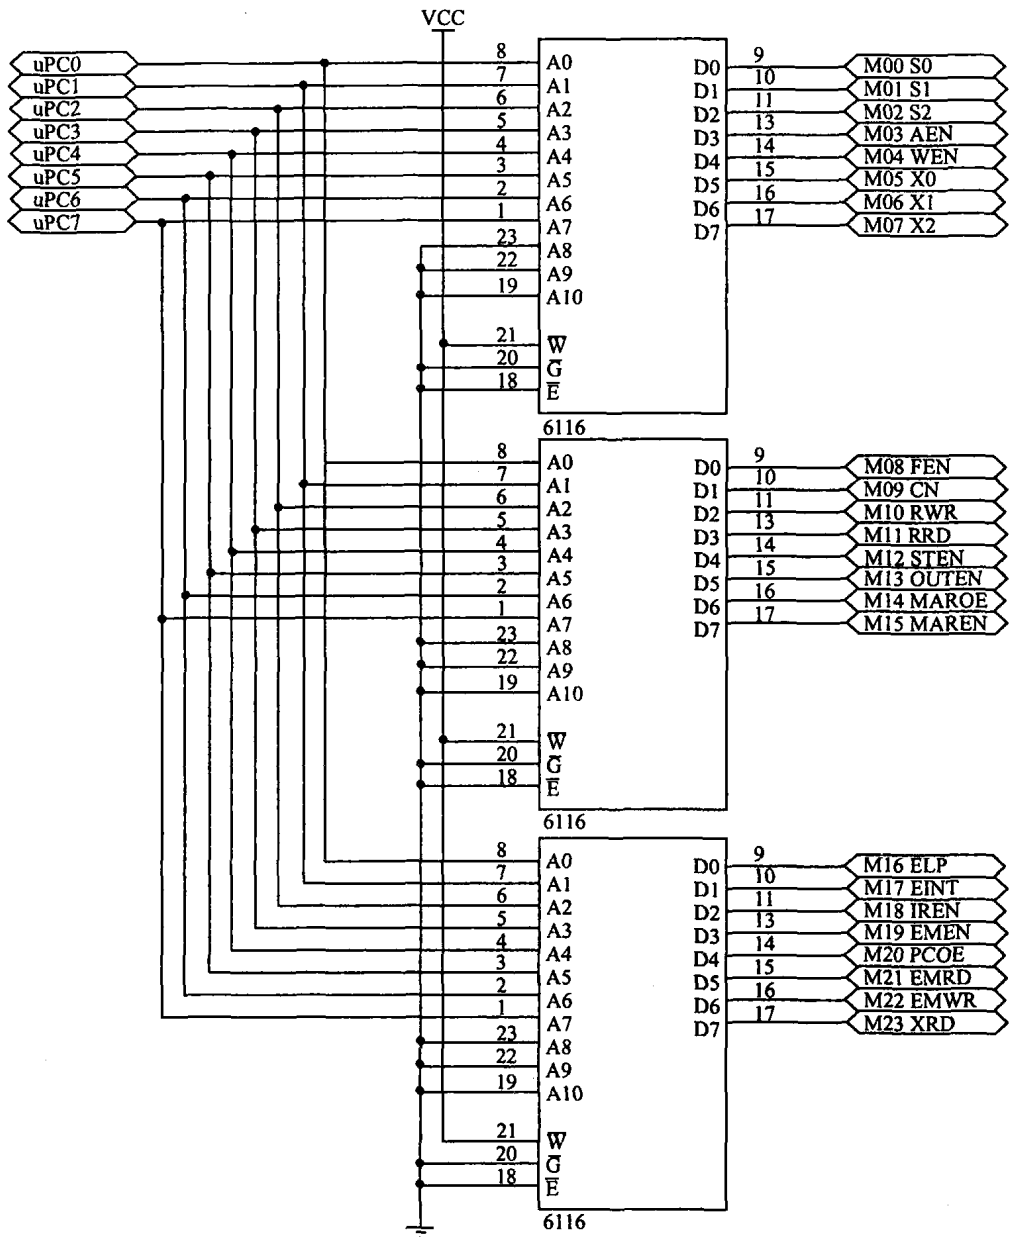 VCC
uPC0
uPC1
uPC2
uPC3
uPC4
uPC5
uPC6
uPC7
8 A0
7 A1
6 A2
5 A3
4 A4
3 A5
2 A6
1 A7
23 A8
22 A9
19 A10
21 W̅
20 G̅
18 E̅
D0 9 M00 S0
D1 10 M01 S1
D2 11 M02 S2
D3 13 M03 AEN
D4 14 M04 WEN
D5 15 M05 X0
D6 16 M06 X1
D7 17 M07 X2
6116
8 A0
7 A1
6 A2
5 A3
4 A4
3 A5
2 A6
1 A7
23 A8
22 A9
19 A10
21 W̅
20 G̅
18 E̅
D0 9 M08 FEN
D1 10 M09 CN
D2 11 M10 RWR
D3 13 M11 RRD
D4 14 M12 STEN
D5 15 M13 OUTEN
D6 16 M14 MAROE
D7 17 M15 MAREN
6116
8 A0
7 A1
6 A2
5 A3
4 A4
3 A5
2 A6
1 A7
23 A8
22 A9
19 A10
21 W̅
20 G̅
18 E̅
D0 9 M16 ELP
D1 10 M17 EINT
D2 11 M18 IREN
D3 13 M19 EMEN
D4 14 M20 PCOE
D5 15 M21 EMRD
D6 16 M22 EMWR
D7 17 M23 XRD
6116